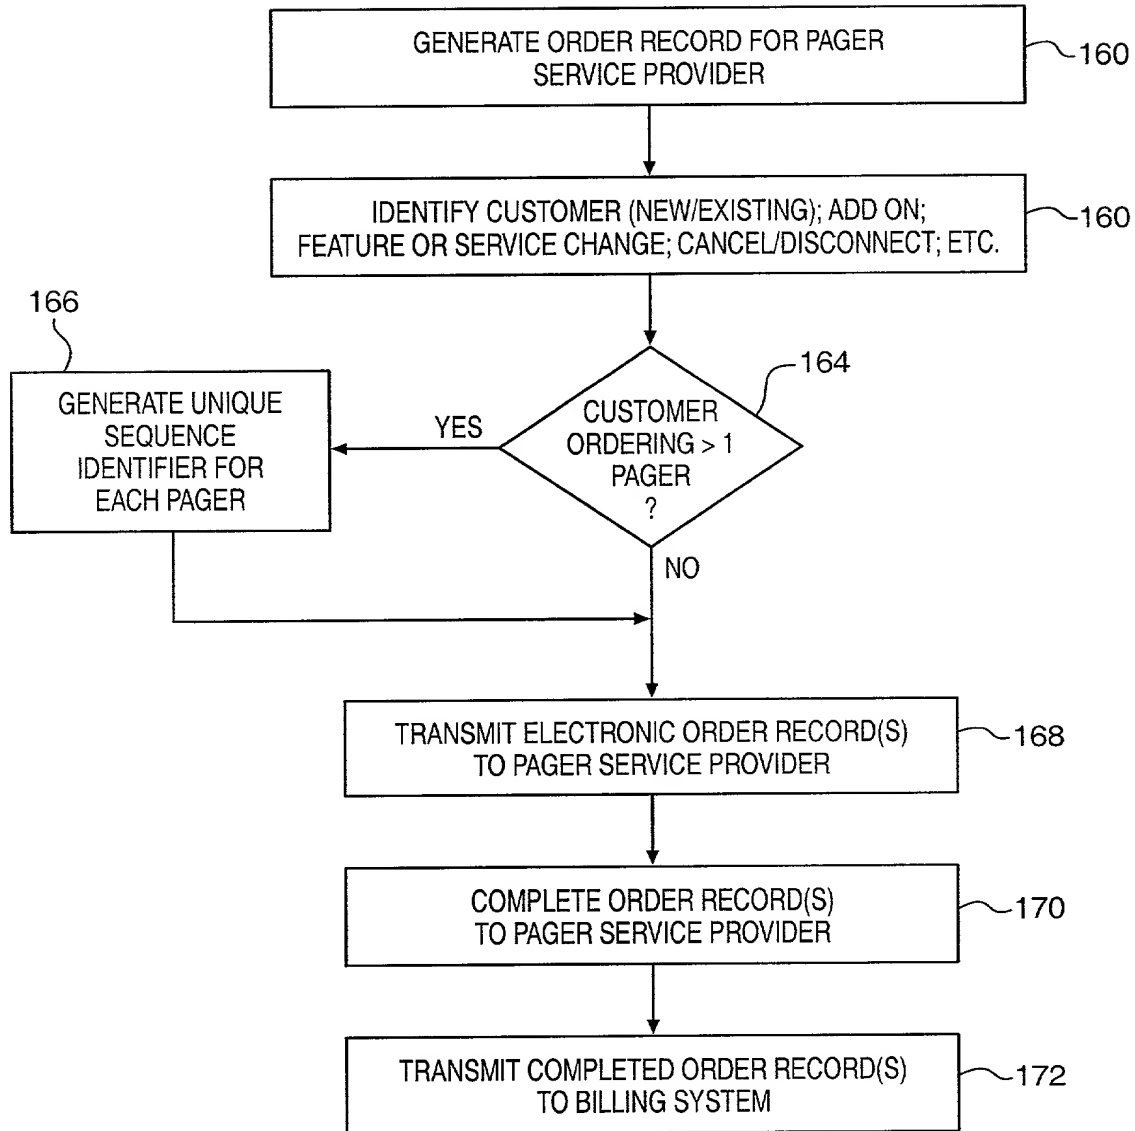 GENERATE ORDER RECORD FOR PAGER
SERVICE PROVIDER
160
IDENTIFY CUSTOMER (NEW/EXISTING); ADD ON;
FEATURE OR SERVICE CHANGE; CANCEL/DISCONNECT; ETC.
160
164
CUSTOMER
ORDERING > 1
PAGER
?
YES
166
GENERATE UNIQUE
SEQUENCE
IDENTIFIER FOR
EACH PAGER
NO
TRANSMIT ELECTRONIC ORDER RECORD(S)
TO PAGER SERVICE PROVIDER
168
COMPLETE ORDER RECORD(S)
TO PAGER SERVICE PROVIDER
170
TRANSMIT COMPLETED ORDER RECORD(S)
TO BILLING SYSTEM
172